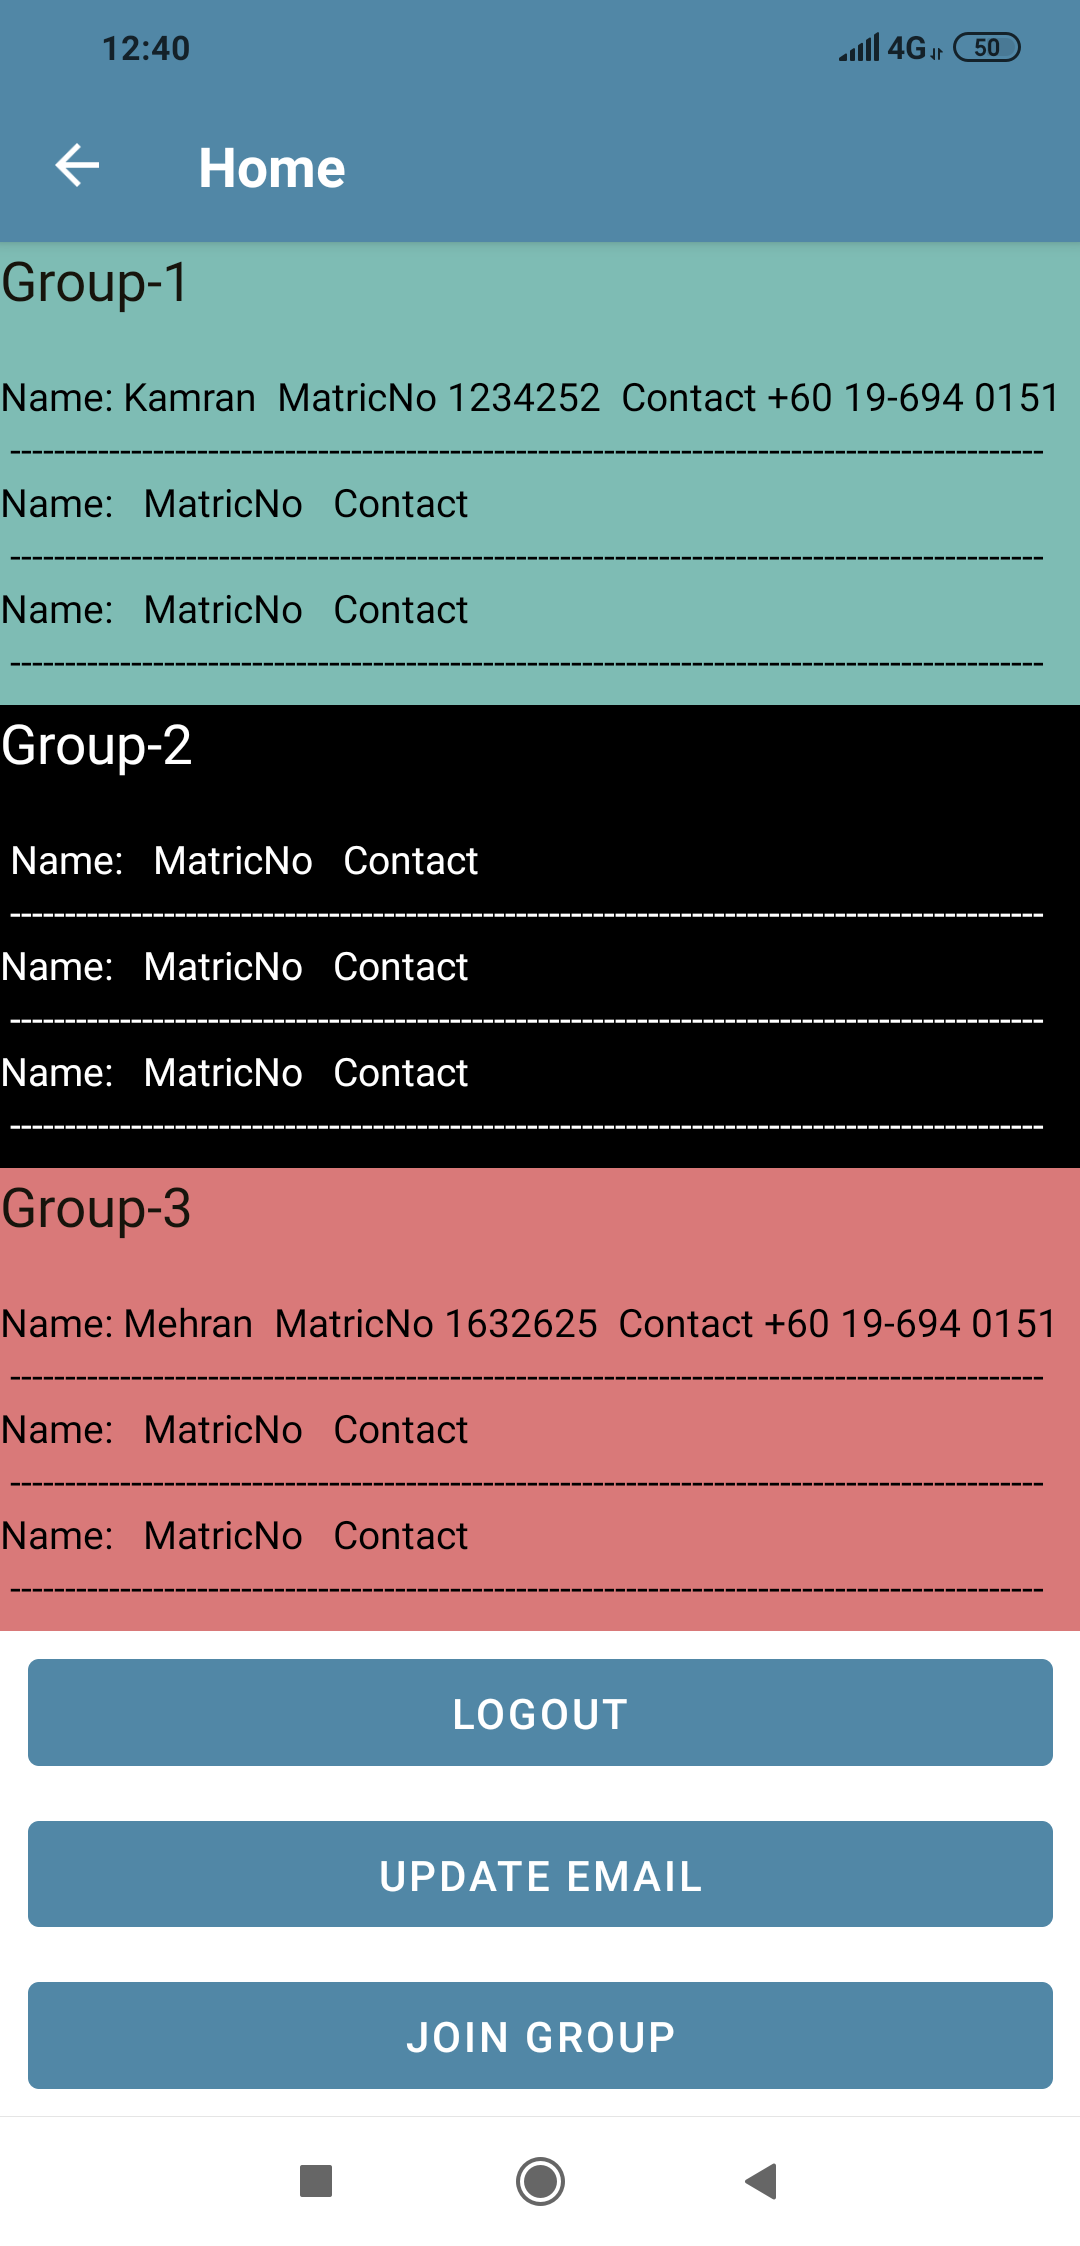 12:40 4G 50
Home
Group-1
Name: Kamran MatricNo 1234252 Contact +60 19-694 0151
----------------------------------------------------------------------------------------------
Name: MatricNo Contact
----------------------------------------------------------------------------------------------
Name: MatricNo Contact
----------------------------------------------------------------------------------------------
Group-2
Name: MatricNo Contact
----------------------------------------------------------------------------------------------
Name: MatricNo Contact
----------------------------------------------------------------------------------------------
Name: MatricNo Contact
----------------------------------------------------------------------------------------------
Group-3
Name: Mehran MatricNo 1632625 Contact +60 19-694 0151
----------------------------------------------------------------------------------------------
Name: MatricNo Contact
----------------------------------------------------------------------------------------------
Name: MatricNo Contact
----------------------------------------------------------------------------------------------
LOGOUT
UPDATE EMAIL
JOIN GROUP